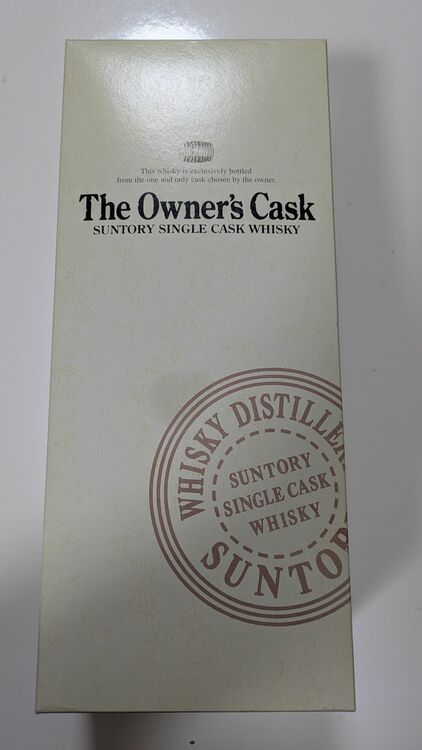 This whisky is exclusively bottled
from the one and only cask chosen by the owner.
The Owner's Cask
SUNTORY SINGLE CASK WHISKY
WHISKY DISTILLER
SUNTORY
SINGLE CASK
WHISKY
SUNTOR